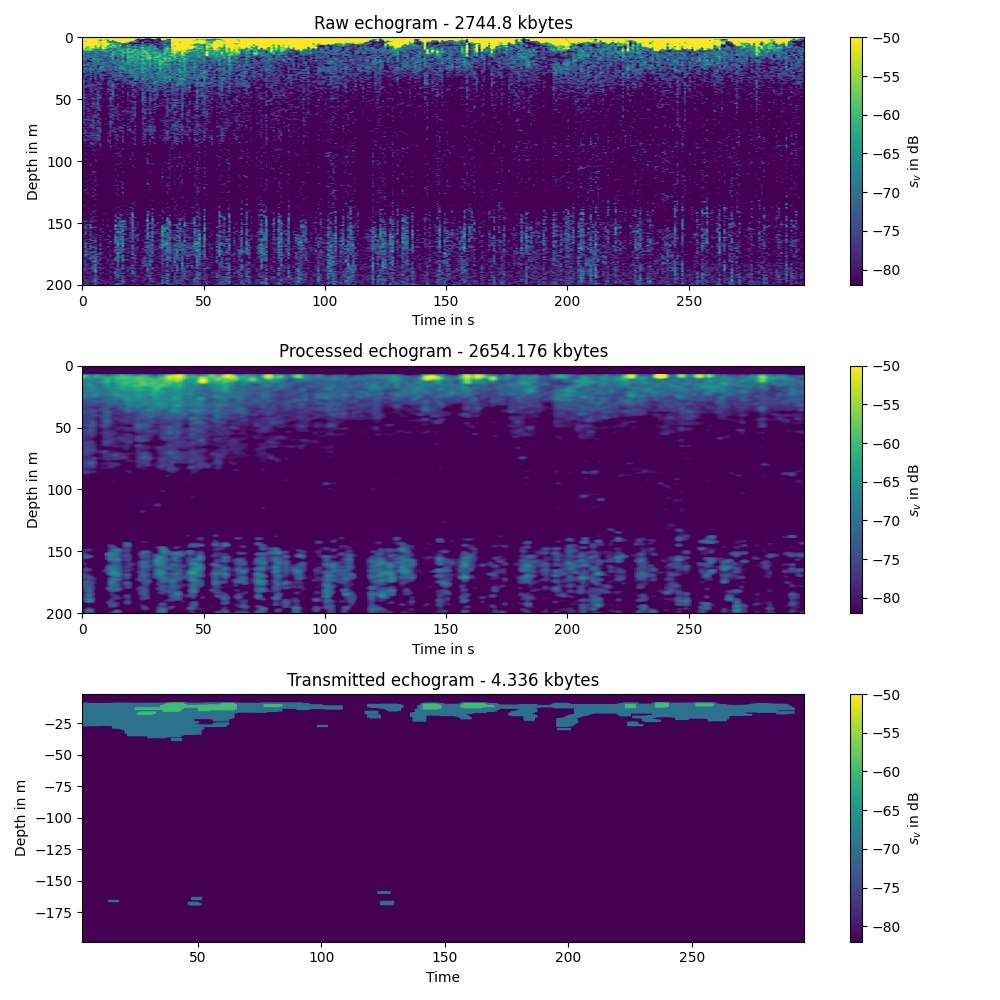 Raw echogram - 2744.8 kbytes
0
50
100
150
200
Depth in m
0 50 100 150 200 250
Time in s
−50
−55
−60
−65
−70
−75
−80
sv in dB
Processed echogram - 2654.176 kbytes
0
50
100
150
200
Depth in m
0 50 100 150 200 250
Time in s
−50
−55
−60
−65
−70
−75
−80
sv in dB
Transmitted echogram - 4.336 kbytes
−25
−50
−75
−100
−125
−150
−175
Depth in m
50 100 150 200 250
Time
−50
−55
−60
−65
−70
−75
−80
sv in dB